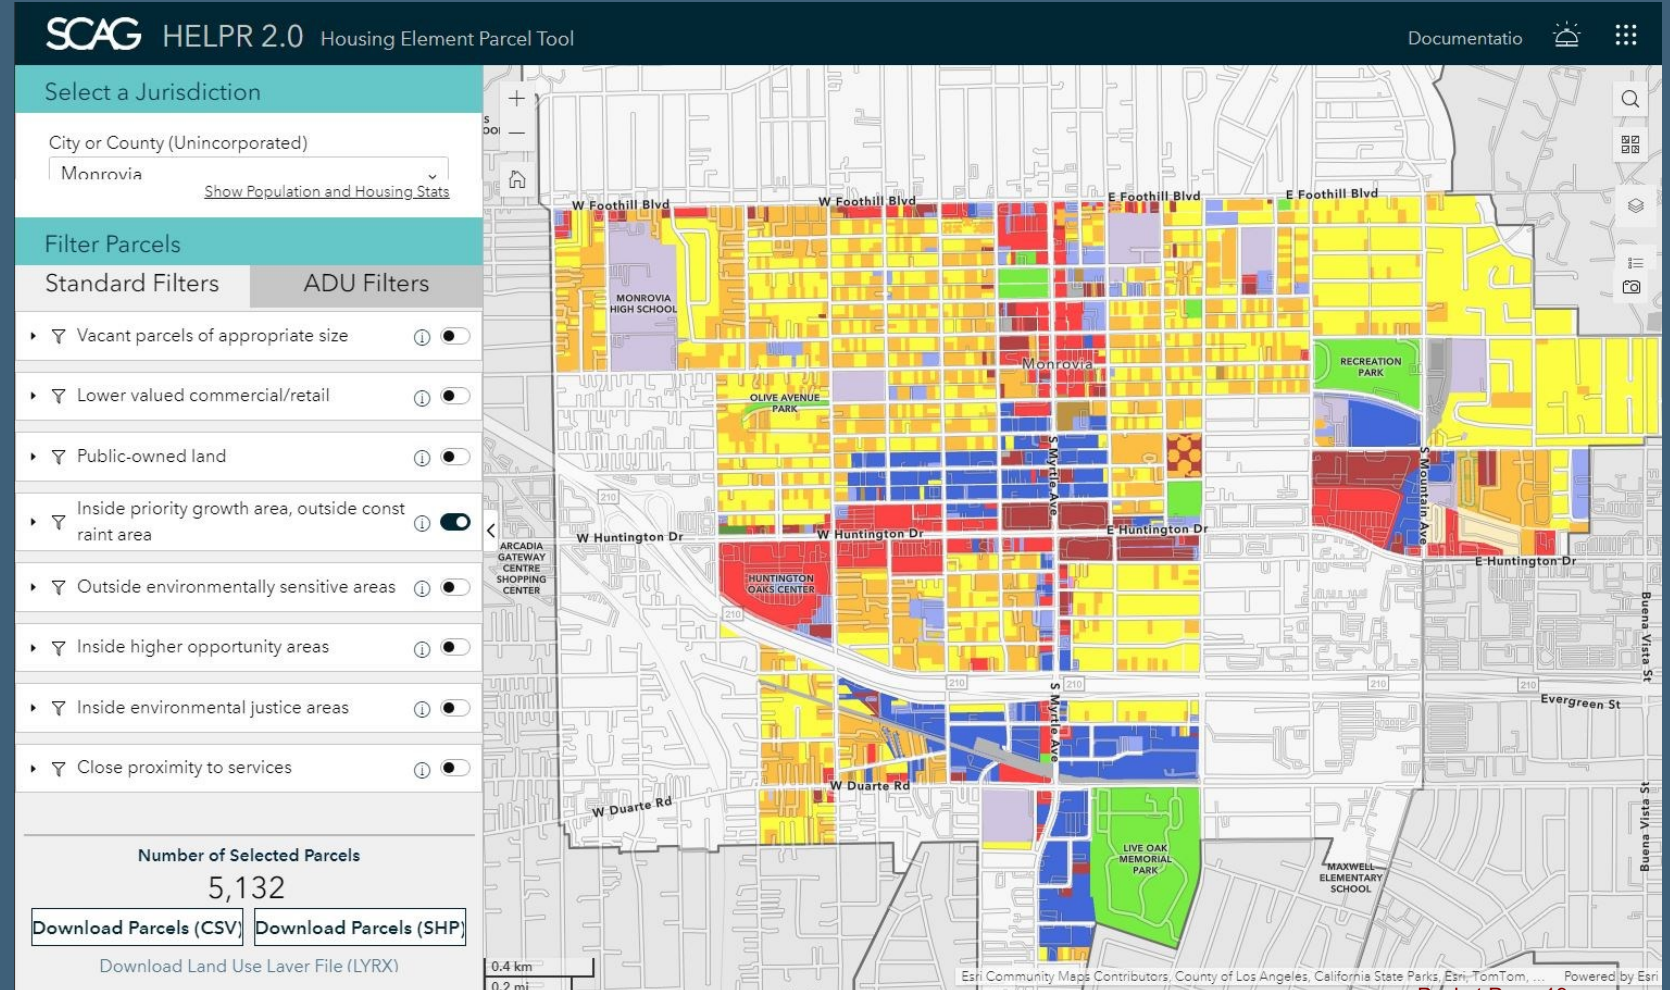 SCAG HELPR 2.0 Housing Element Parcel Tool
Documentatio
Select a Jurisdiction
City or County (Unincorporated)
Monrovia
Show Population and Housing Stats
Filter Parcels
Standard Filters
ADU Filters
Vacant parcels of appropriate size
Lower valued commercial/retail
Public-owned land
Inside priority growth area, outside const
raint area
Outside environmentally sensitive areas
Inside higher opportunity areas
Inside environmental justice areas
Close proximity to services
Number of Selected Parcels
5,132
Download Parcels (CSV)
Download Parcels (SHP)
Download Land Use Layer File (LYRX)
W Foothill Blvd
W Foothill Blvd
E Foothill Blvd
E Foothill Blvd
MONROVIA
HIGH SCHOOL
Monrovia
RECREATION
PARK
OLIVE AVENUE
PARK
S Myrtle Ave
S Mountain Ave
210
W Huntington Dr
W Huntington Dr
E Huntington Dr
E Huntington Dr
ARCADIA
GATEWAY
CENTRE
SHOPPING
CENTER
HUNTINGTON
OAKS CENTER
210
Buena Vista St
210
210
210
210
Evergreen St
S Myrtle Ave
W Duarte Rd
W Duarte Rd
Buena Vista St
LIVE OAK
MEMORIAL
PARK
MAXWELL
ELEMENTARY
SCHOOL
0.4 km
0.2 mi
Esri Community Maps Contributors, County of Los Angeles, California State Parks, Esri, TomTom, ...
Powered by Esri